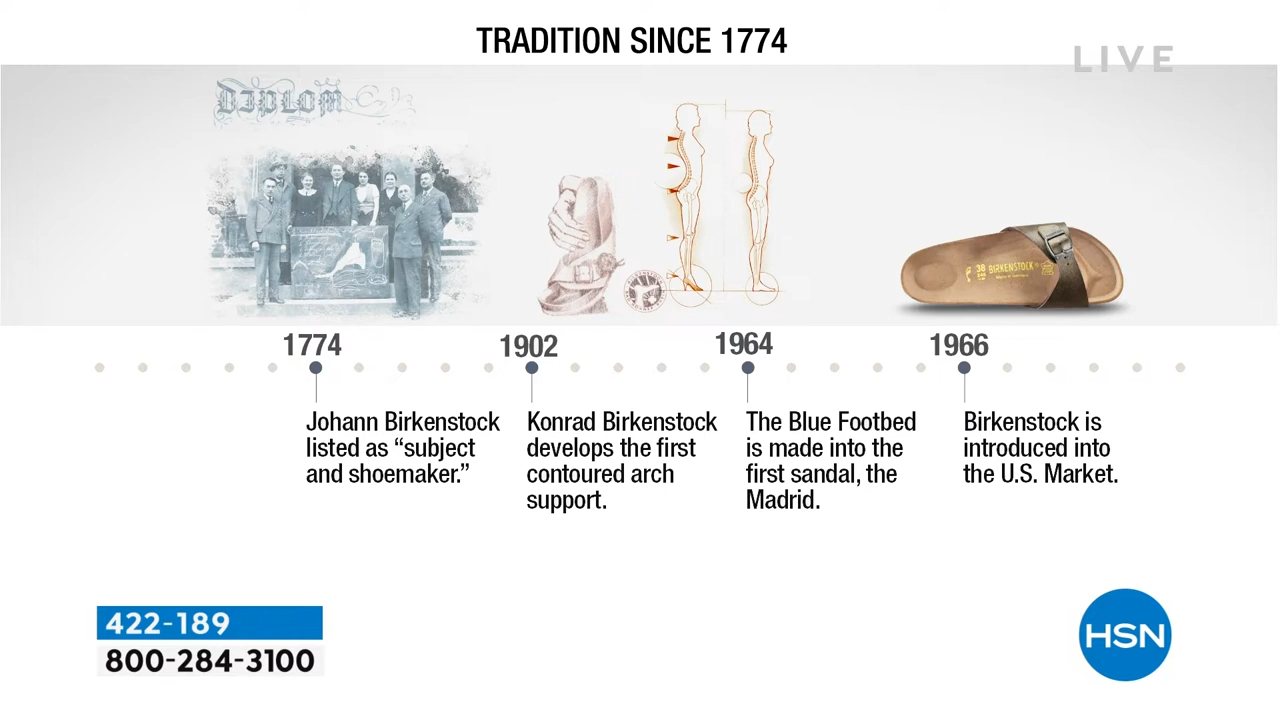 TRADITION SINCE 1774
LIVE
Diplom
38
BIRKENSTOCK
1774
1902
1964
1966
Johann Birkenstock
listed as “subject
and shoemaker.”
Konrad Birkenstock
develops the first
contoured arch
support.
The Blue Footbed
is made into the
first sandal, the
Madrid.
Birkenstock is
introduced into
the U.S. Market.
422-189
800-284-3100
HSN